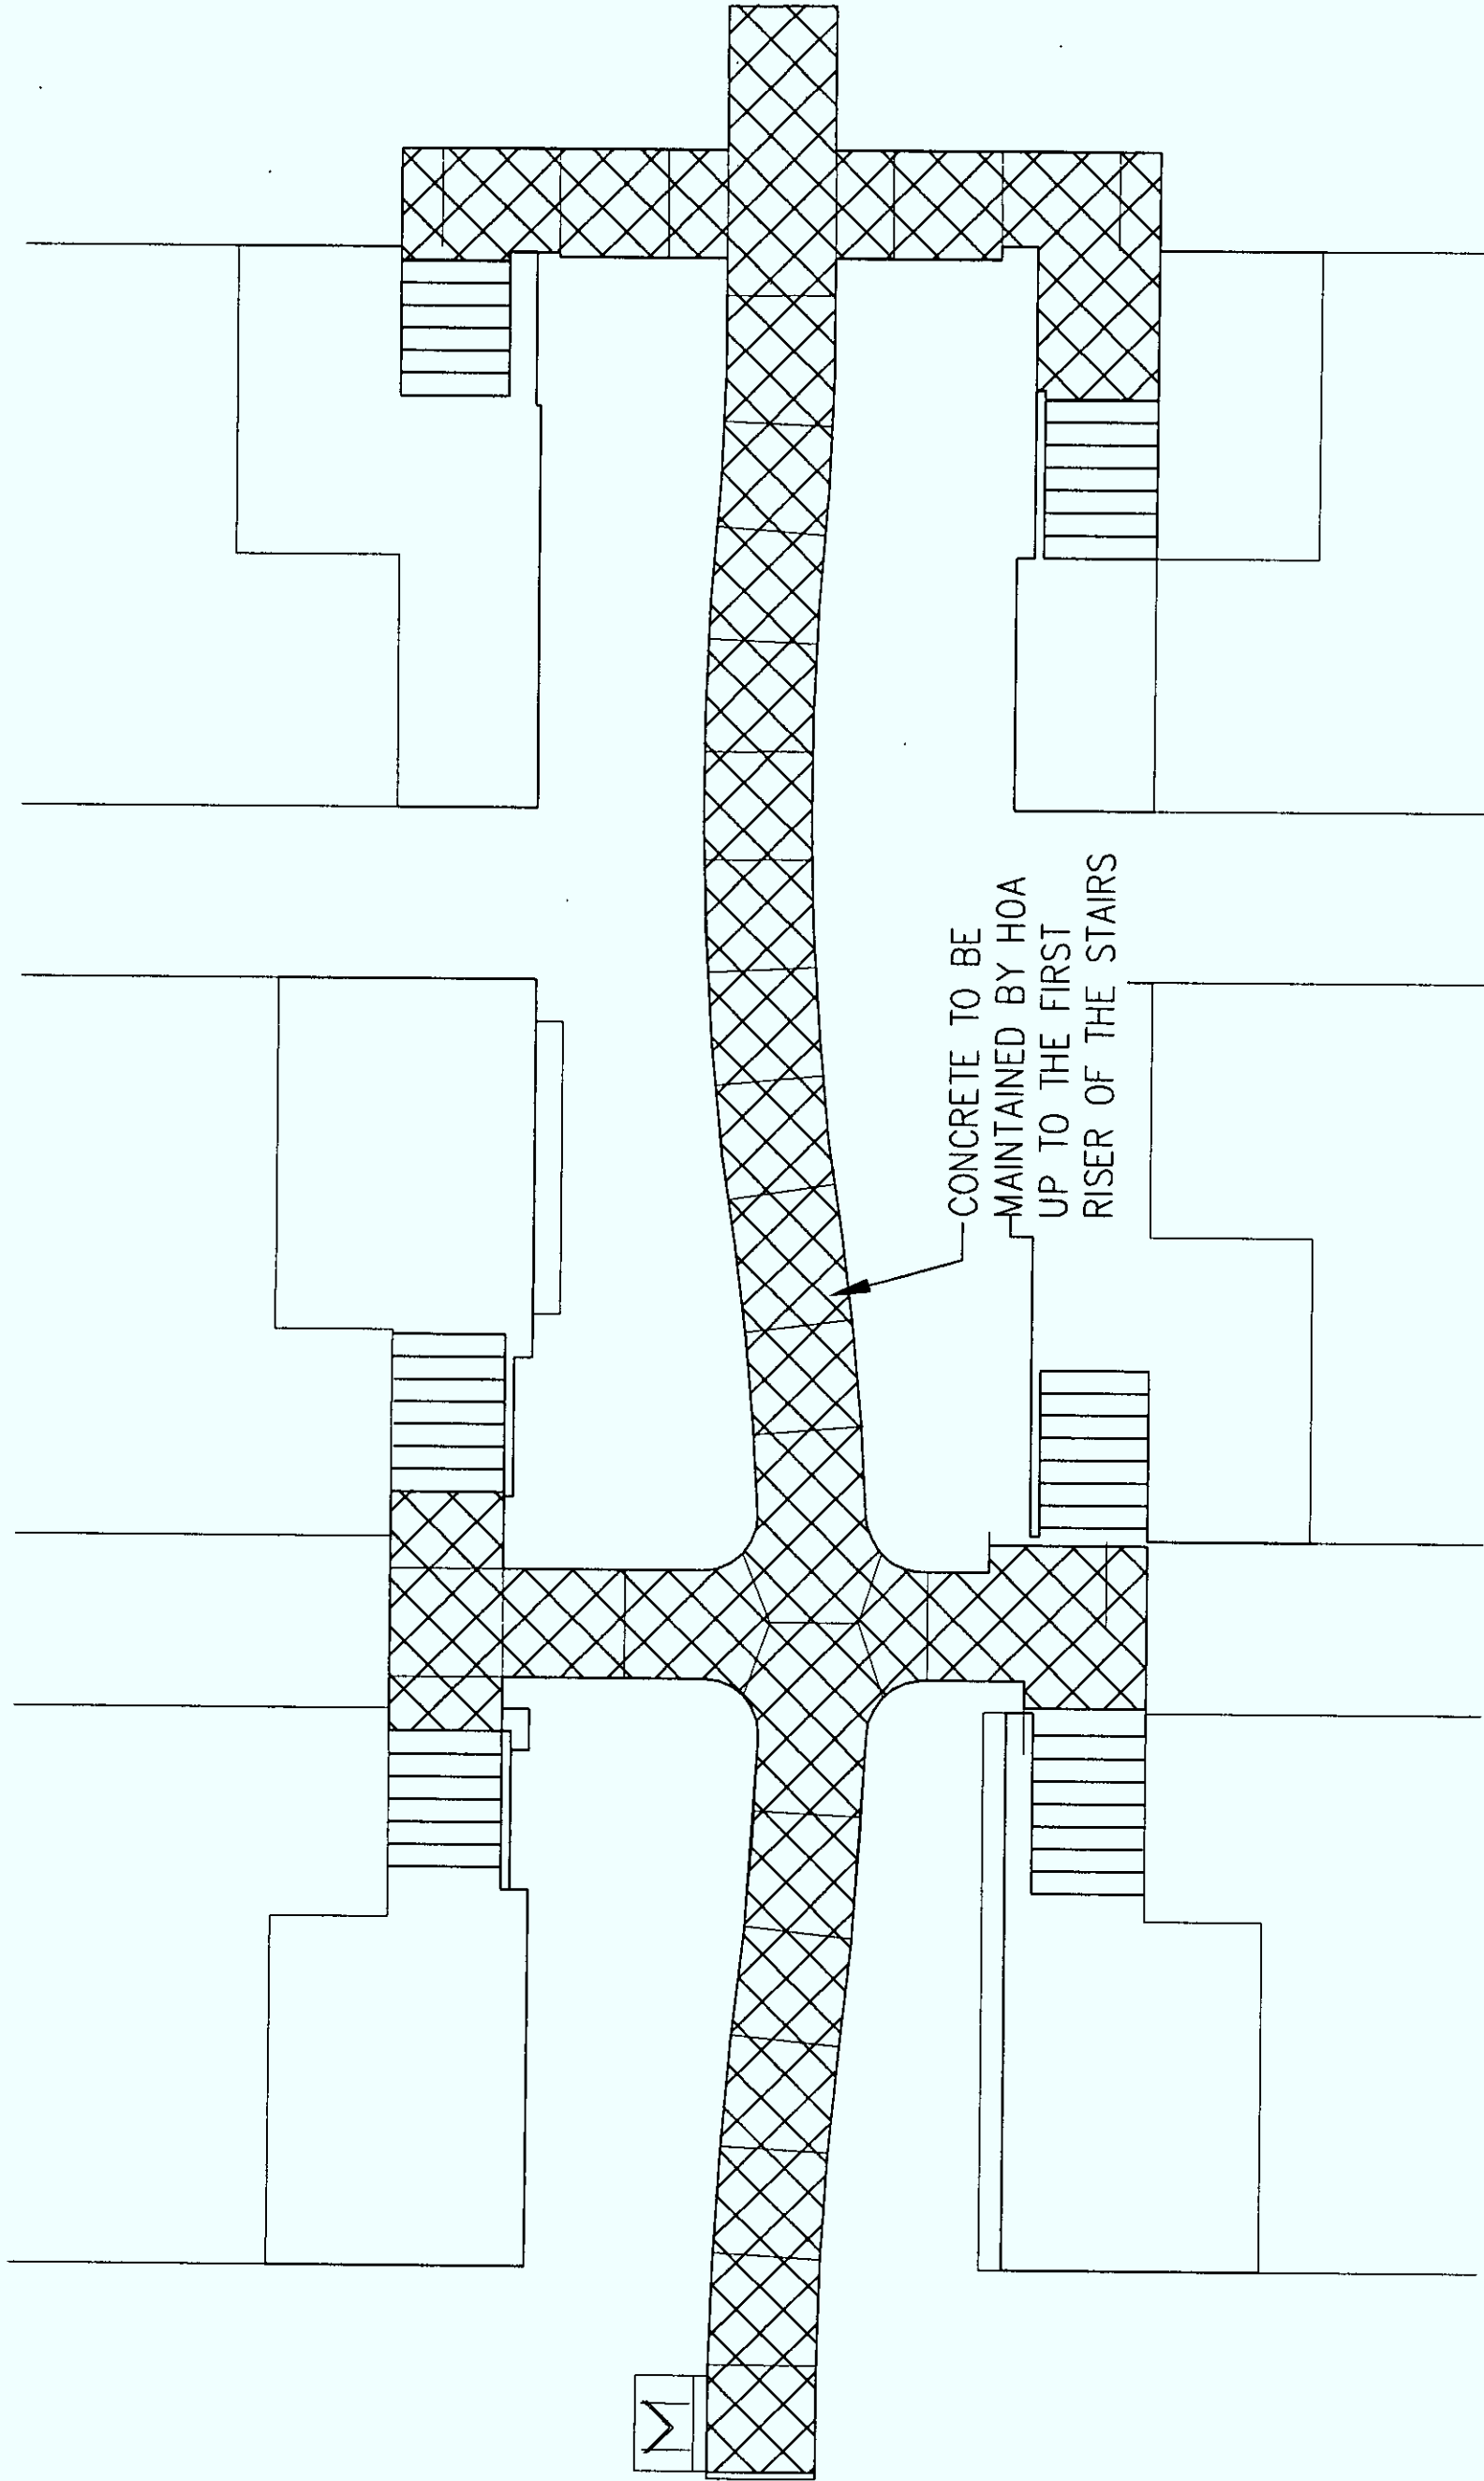 CONCRETE TO BE
MAINTAINED BY HOA
UP TO THE FIRST
RISER OF THE STAIRS
M